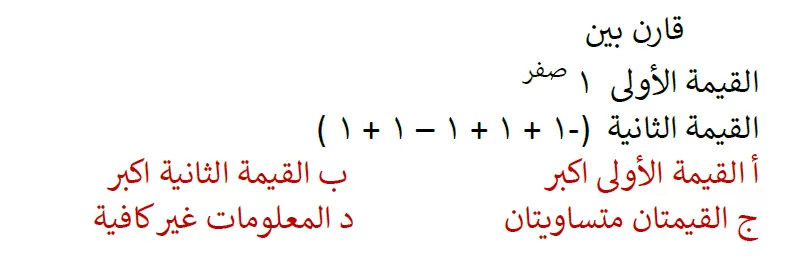 قارن بين
القيمة الأولى ١ صفر
القيمة الثانية (-١ + ١ + ١ – ١ + ١ )
أ القيمة الأولى اكبر ب القيمة الثانية اكبر
ج القيمتان متساويتان د المعلومات غير كافية